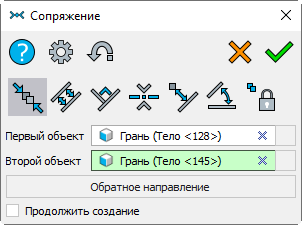 Сопряжение
Первый объект Грань (Тело <128>)
Второй объект Грань (Тело <145>)
Обратное направление
Продолжить создание